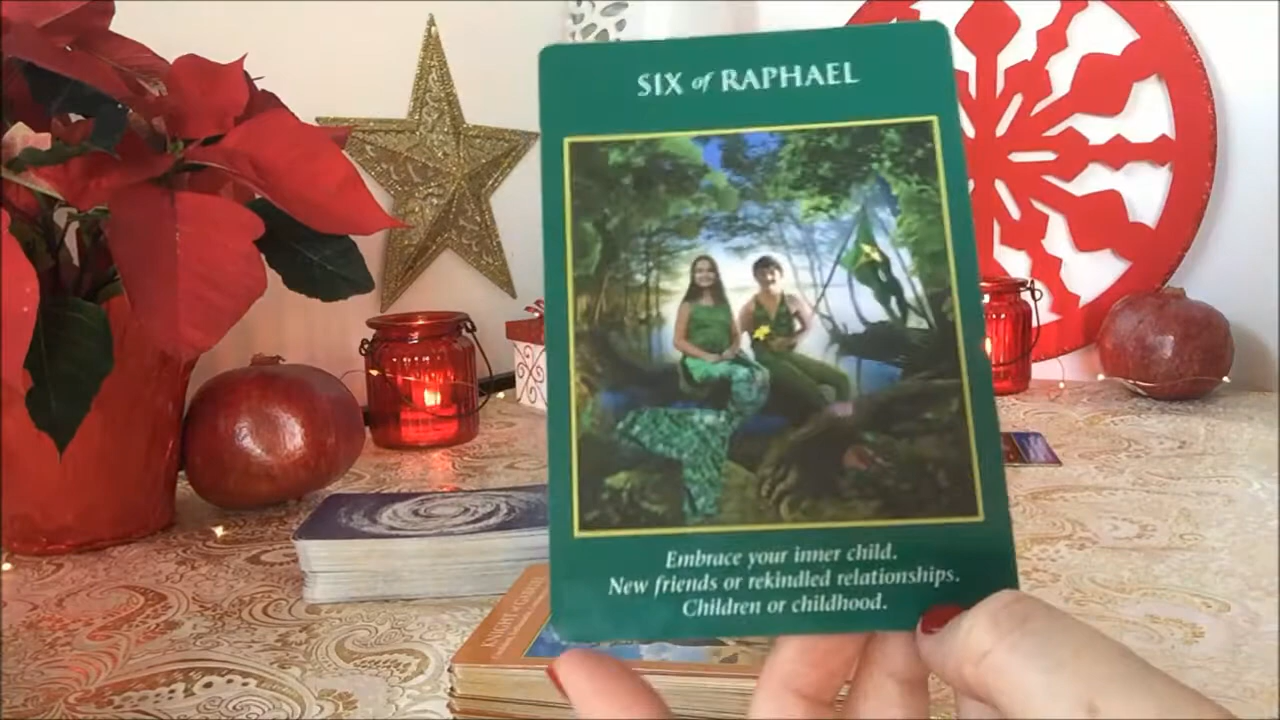 SIX of RAPHAEL
Embrace your inner child.
New friends or rekindled relationships.
Children or childhood.